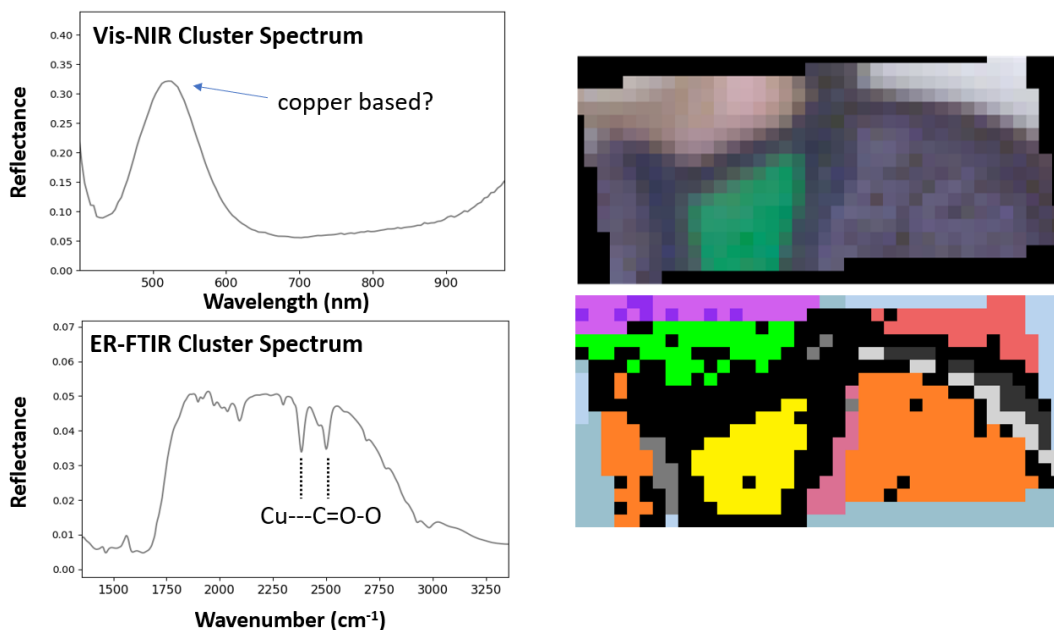 Vis-NIR Cluster Spectrum
copper based?
Reflectance
0.40
0.35
0.30
0.25
0.20
0.15
0.10
0.05
0.00
500 600 700 800 900
Wavelength (nm)
ER-FTIR Cluster Spectrum
Cu---C=O-O
Reflectance
0.07
0.06
0.05
0.04
0.03
0.02
0.01
0.00
1500 1750 2000 2250 2500 2750 3000 3250
Wavenumber (cm⁻¹)